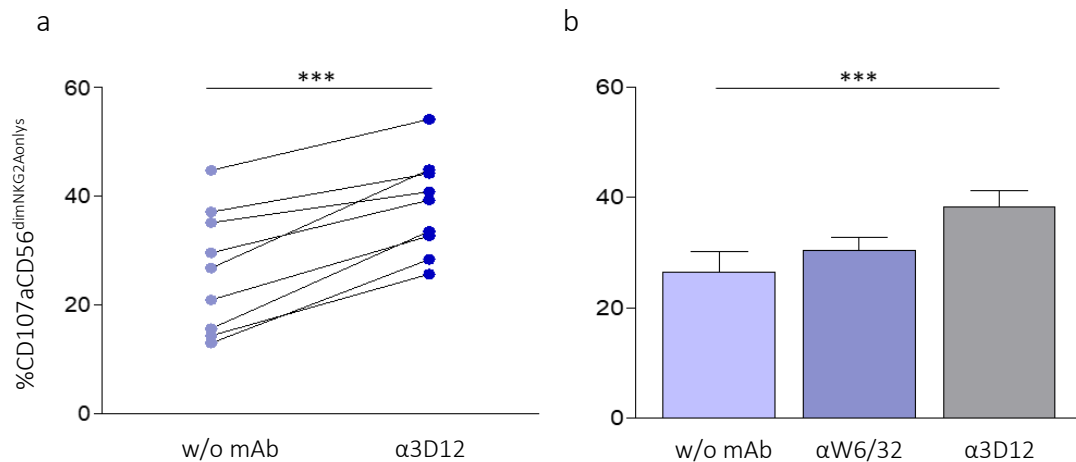 a
b
***
***
60
40
20
0
60
40
20
0
%CD107aCD56dimNKG2Aonlys
w/o mAb α3D12
w/o mAb αW6/32 α3D12